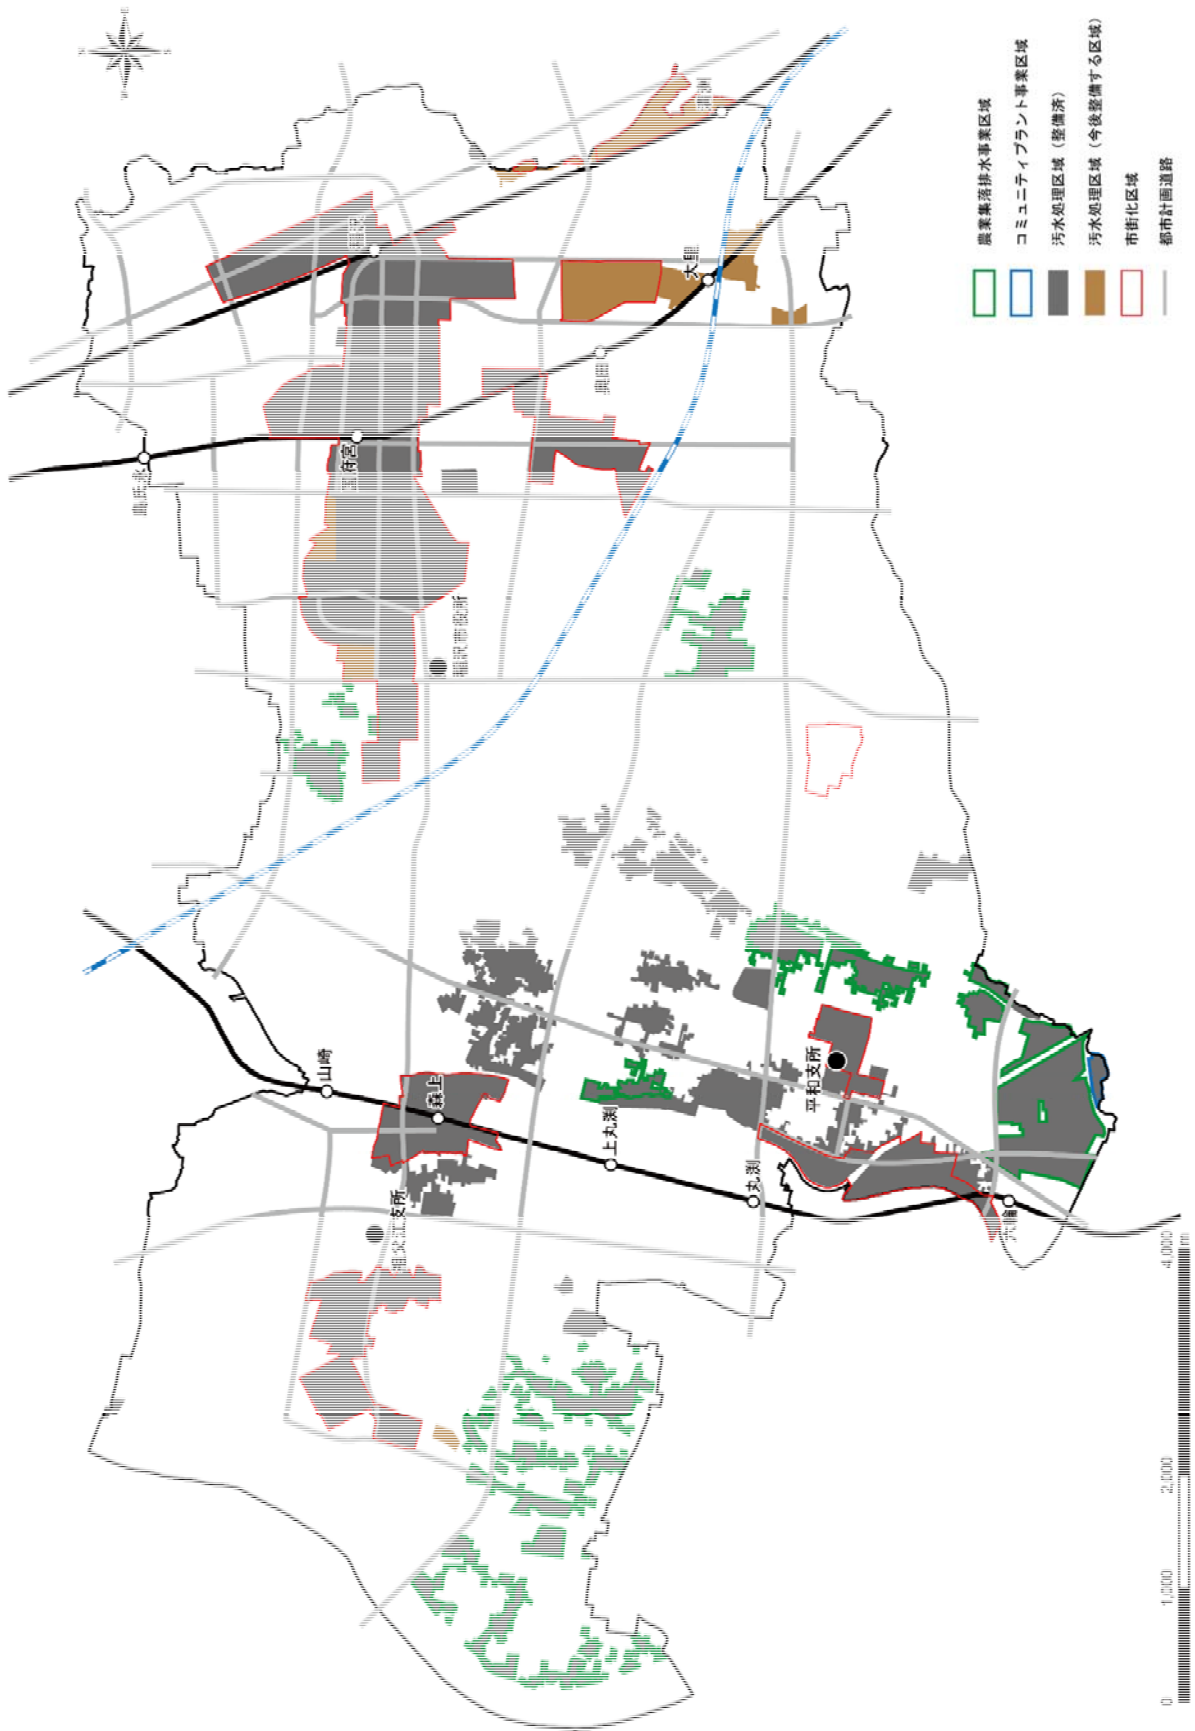 農業集落排水事業区域
コミュニティプラント事業区域
汚水処理区域（整備済）
汚水処理区域（今後整備する区域）
市街化区域
都市計画道路
島氏永
国府宮
奥田
大里
稲沢市役所
山崎
森上
上丸渕
丸渕
平和支所
祖父江支所
六輪
0
1,000
2,000
4,000
m